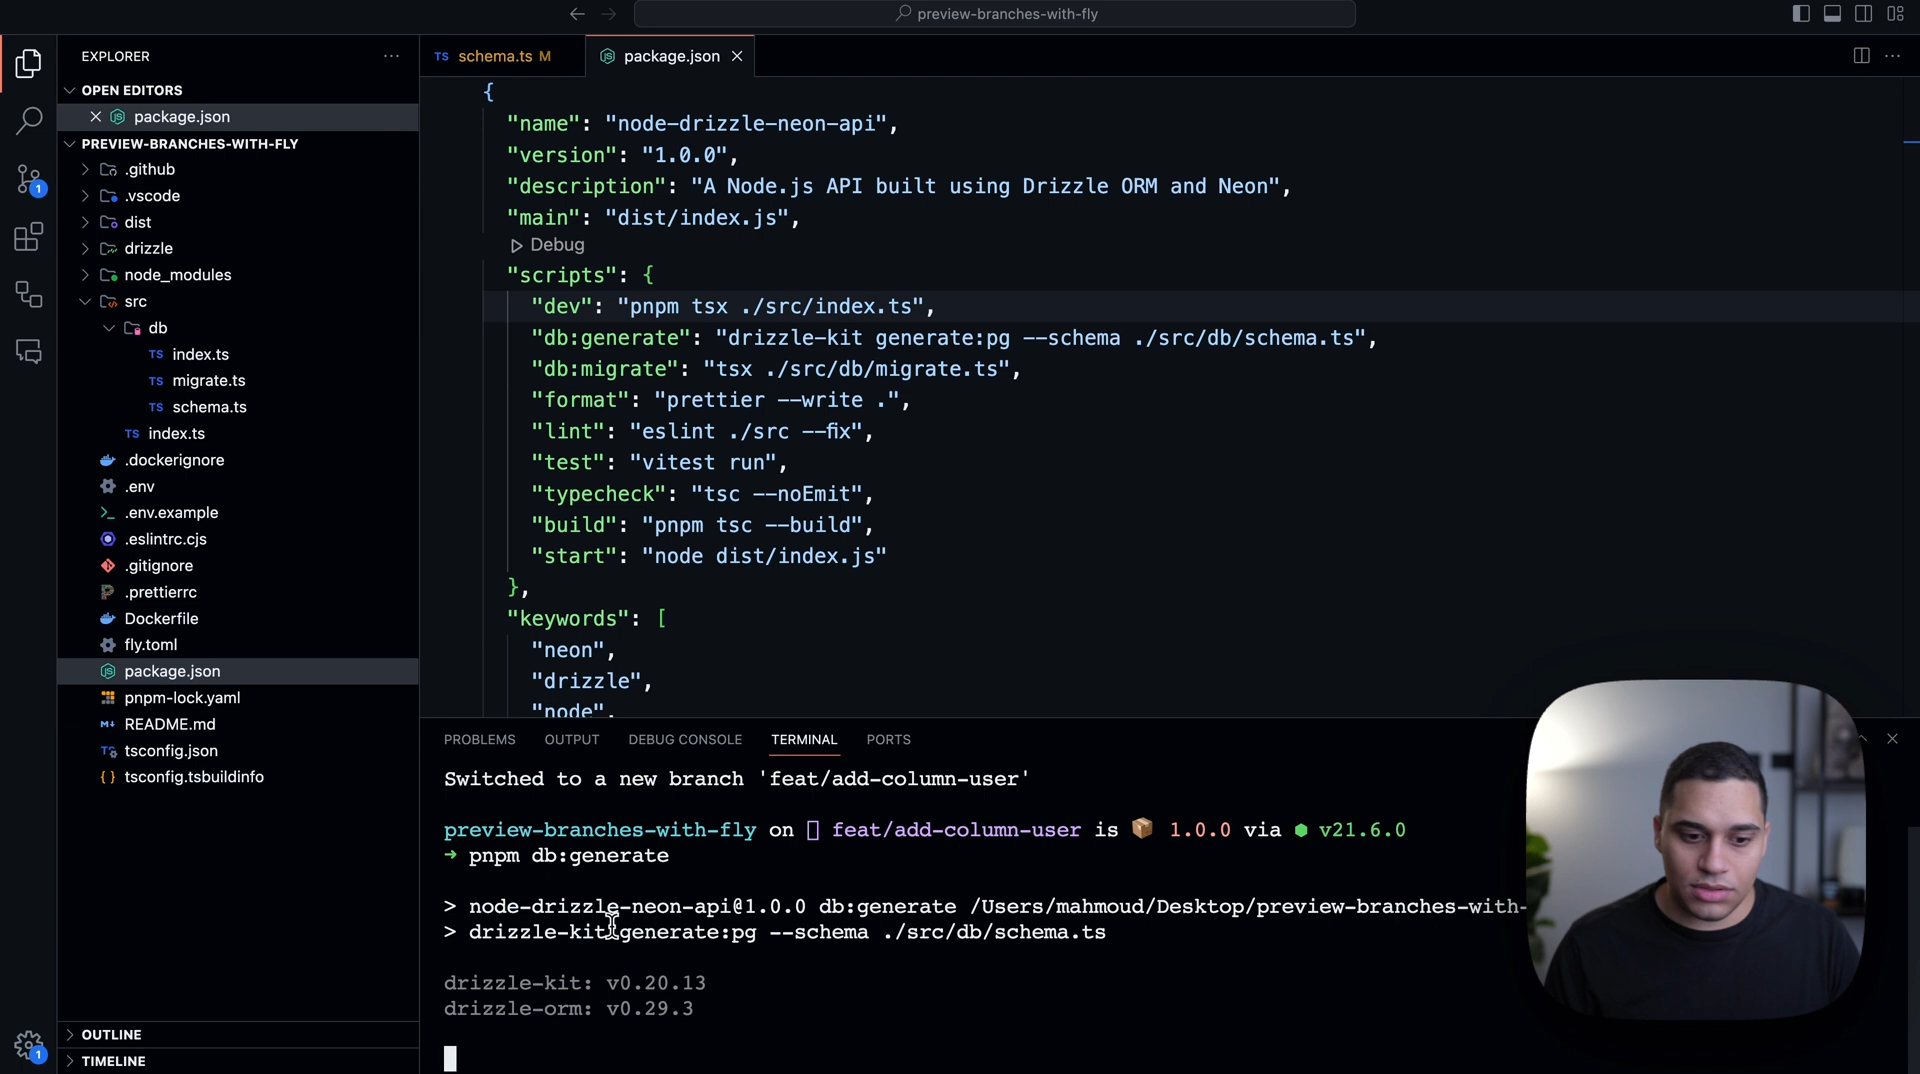 preview-branches-with-fly
EXPLORER
OPEN EDITORS
package.json
PREVIEW-BRANCHES-WITH-FLY
.github
.vscode
dist
drizzle
node_modules
src
db
TS index.ts
TS migrate.ts
TS schema.ts
TS index.ts
.dockerignore
.env
.env.example
.eslintrc.cjs
.gitignore
.prettierrc
Dockerfile
fly.toml
package.json
pnpm-lock.yaml
README.md
tsconfig.json
tsconfig.tsbuildinfo
OUTLINE
TIMELINE
1
1
TS schema.ts M
package.json
{
"name": "node-drizzle-neon-api",
"version": "1.0.0",
"description": "A Node.js API built using Drizzle ORM and Neon",
"main": "dist/index.js",
Debug
"scripts": {
"dev": "pnpm tsx ./src/index.ts",
"db:generate": "drizzle-kit generate:pg --schema ./src/db/schema.ts",
"db:migrate": "tsx ./src/db/migrate.ts",
"format": "prettier --write .",
"lint": "eslint ./src --fix",
"test": "vitest run",
"typecheck": "tsc --noEmit",
"build": "pnpm tsc --build",
"start": "node dist/index.js"
},
"keywords": [
"neon",
"drizzle",
"node",
PROBLEMS OUTPUT DEBUG CONSOLE TERMINAL PORTS
Switched to a new branch 'feat/add-column-user'
preview-branches-with-fly on feat/add-column-user is 📦 1.0.0 via v21.6.0
➜ pnpm db:generate
> node-drizzle-neon-api@1.0.0 db:generate /Users/mahmoud/Desktop/preview-branches-with-
> drizzle-kit generate:pg --schema ./src/db/schema.ts
drizzle-kit: v0.20.13
drizzle-orm: v0.29.3